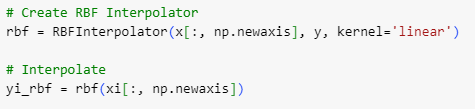 # Create RBF Interpolator
rbf = RBFInterpolator(x[:, np.newaxis], y, kernel='linear')
# Interpolate
yi_rbf = rbf(xi[:, np.newaxis])